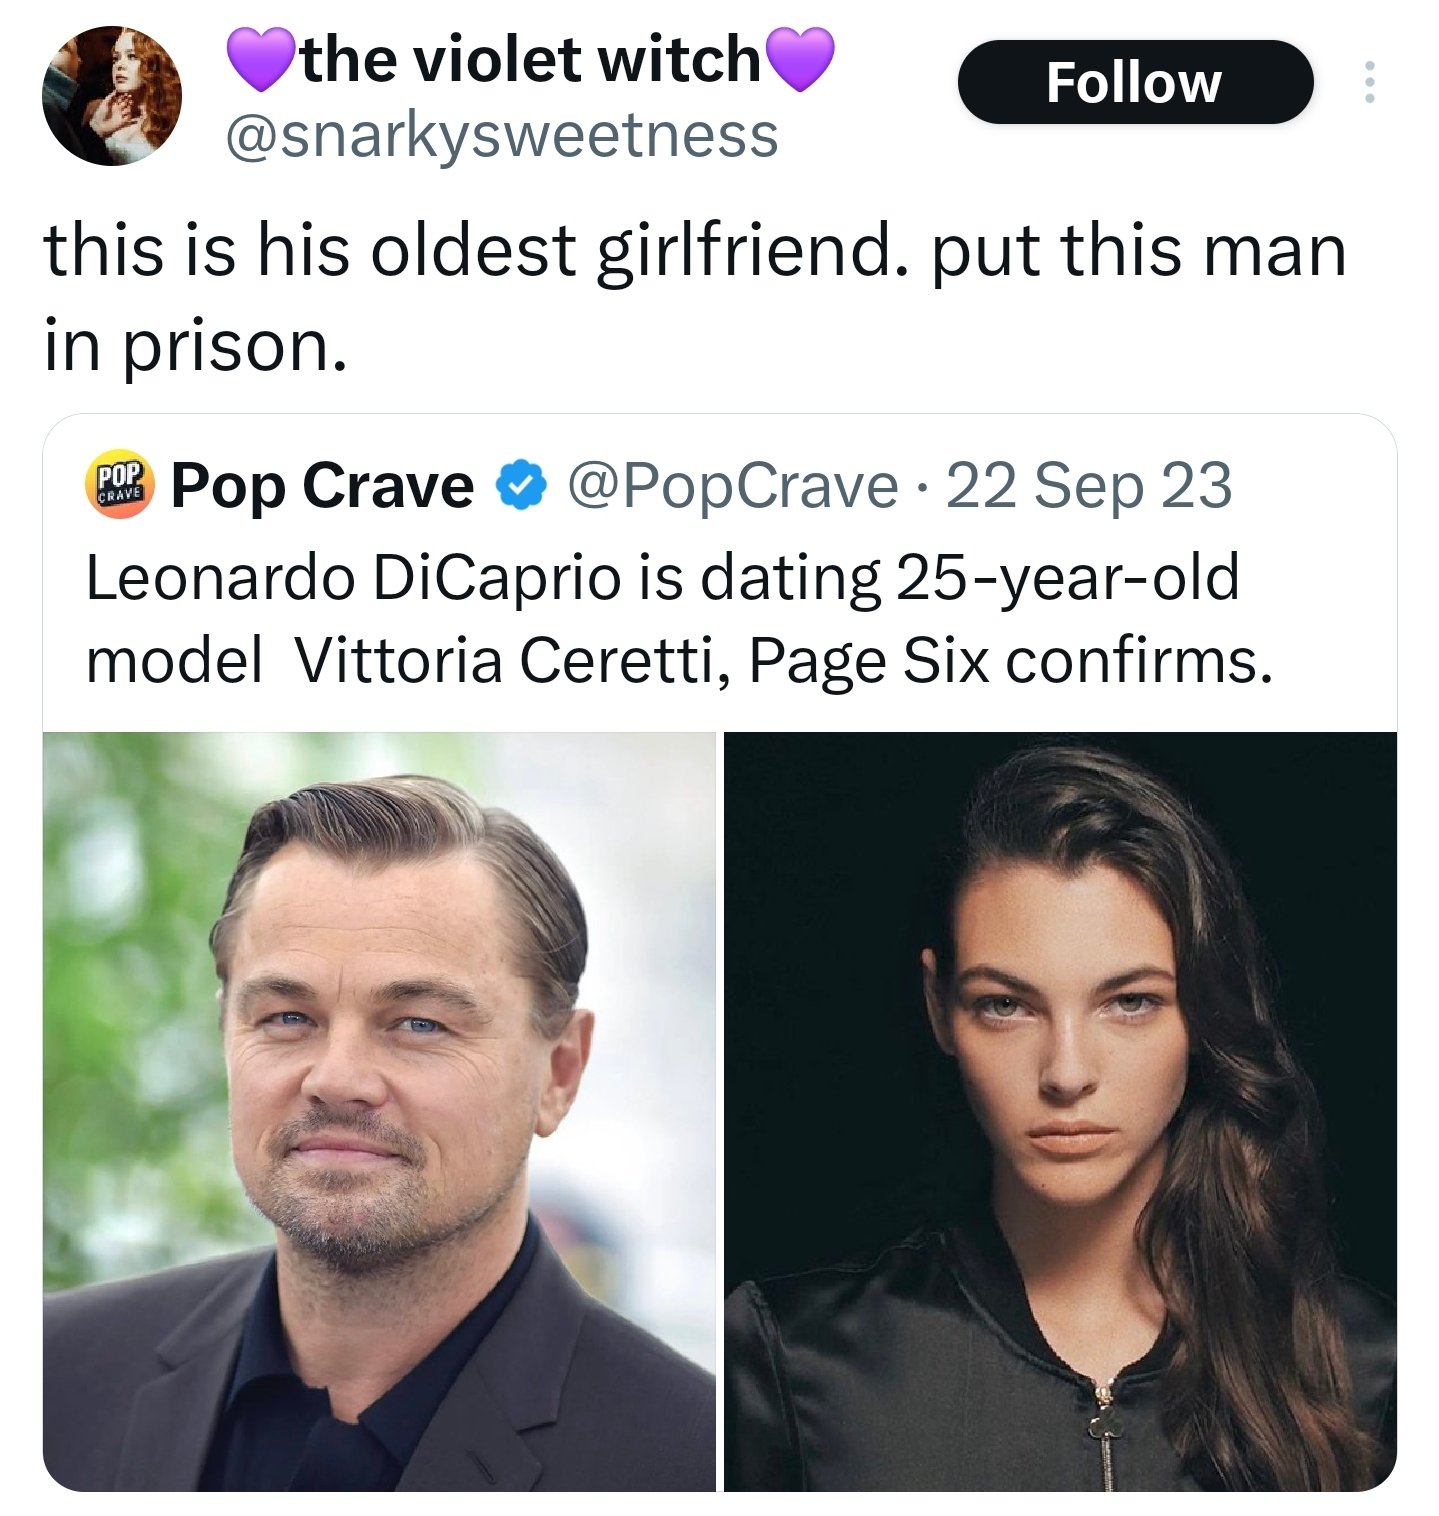 💜the violet witch💜
Follow
@snarkysweetness
this is his oldest girlfriend. put this man
in prison.
POP
CRAVE
Pop Crave @PopCrave · 22 Sep 23
Leonardo DiCaprio is dating 25-year-old
model  Vittoria Ceretti, Page Six confirms.